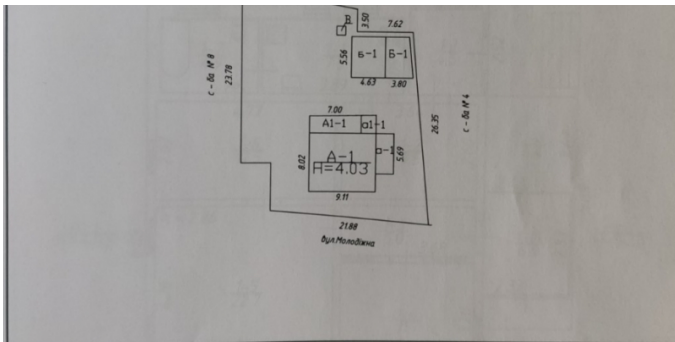 В
3.50
7.62
5.56
б-1
Б-1
4.63
3.80
с - ба № 8
23.78
26.35
с - ба № 4
7.00
А1-1
а1-1
8.02
А-1
Н=4.03
а-1
5.69
9.11
21.88
вул.Молодіжна